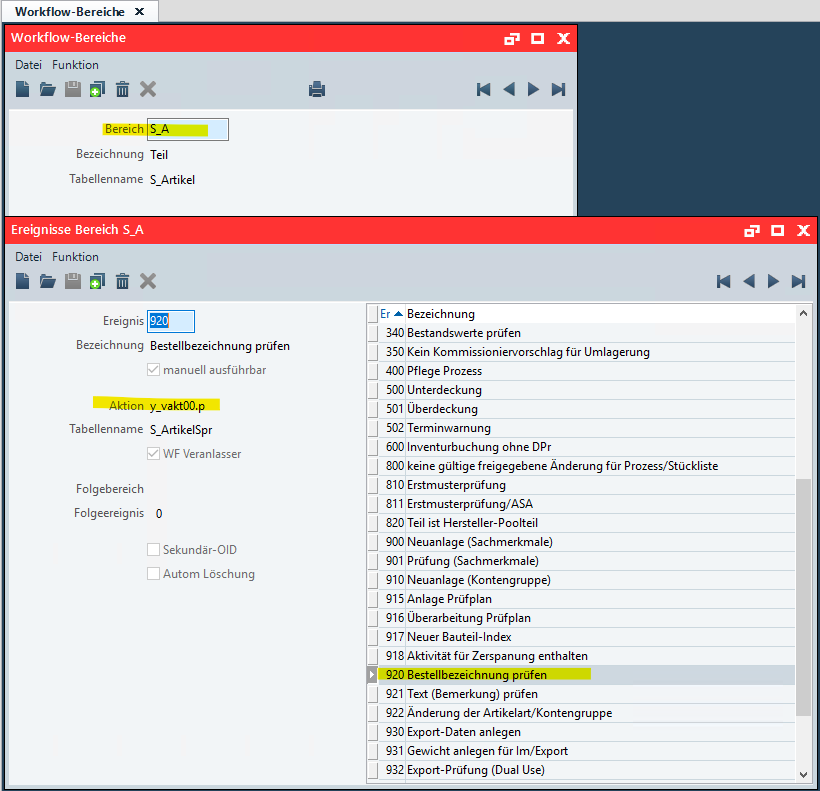 Workflow-Bereiche
Workflow-Bereiche
Datei Funktion
Bereich S_A
Bezeichnung Teil
Tabellenname S_Artikel
Ereignisse Bereich S_A
Datei Funktion
Ereignis 920
Bezeichnung Bestellbezeichnung prüfen
manuell ausführbar
Aktion y_vakt00.p
Tabellenname S_ArtikelSpr
WF Veranlasser
Folgebereich
Folgeereignis 0
Sekundär-OID
Autom Löschung
Er Bezeichnung
340 Bestandswerte prüfen
350 Kein Kommissioniervorschlag für Umlagerung
400 Pflege Prozess
500 Unterdeckung
501 Überdeckung
502 Terminwarnung
600 Inventurbuchung ohne DPr
800 keine gültige freigegebene Änderung für Prozess/Stückliste
810 Erstmusterprüfung
811 Erstmusterprüfung/ASA
820 Teil ist Hersteller-Poolteil
900 Neuanlage (Sachmerkmale)
901 Prüfung (Sachmerkmale)
910 Neuanlage (Kontengruppe)
915 Anlage Prüfplan
916 Überarbeitung Prüfplan
917 Neuer Bauteil-Index
918 Aktivität für Zerspanung enthalten
920 Bestellbezeichnung prüfen
921 Text (Bemerkung) prüfen
922 Änderung der Artikelart/Kontengruppe
930 Export-Daten anlegen
931 Gewicht anlegen für Im/Export
932 Export-Prüfung (Dual Use)